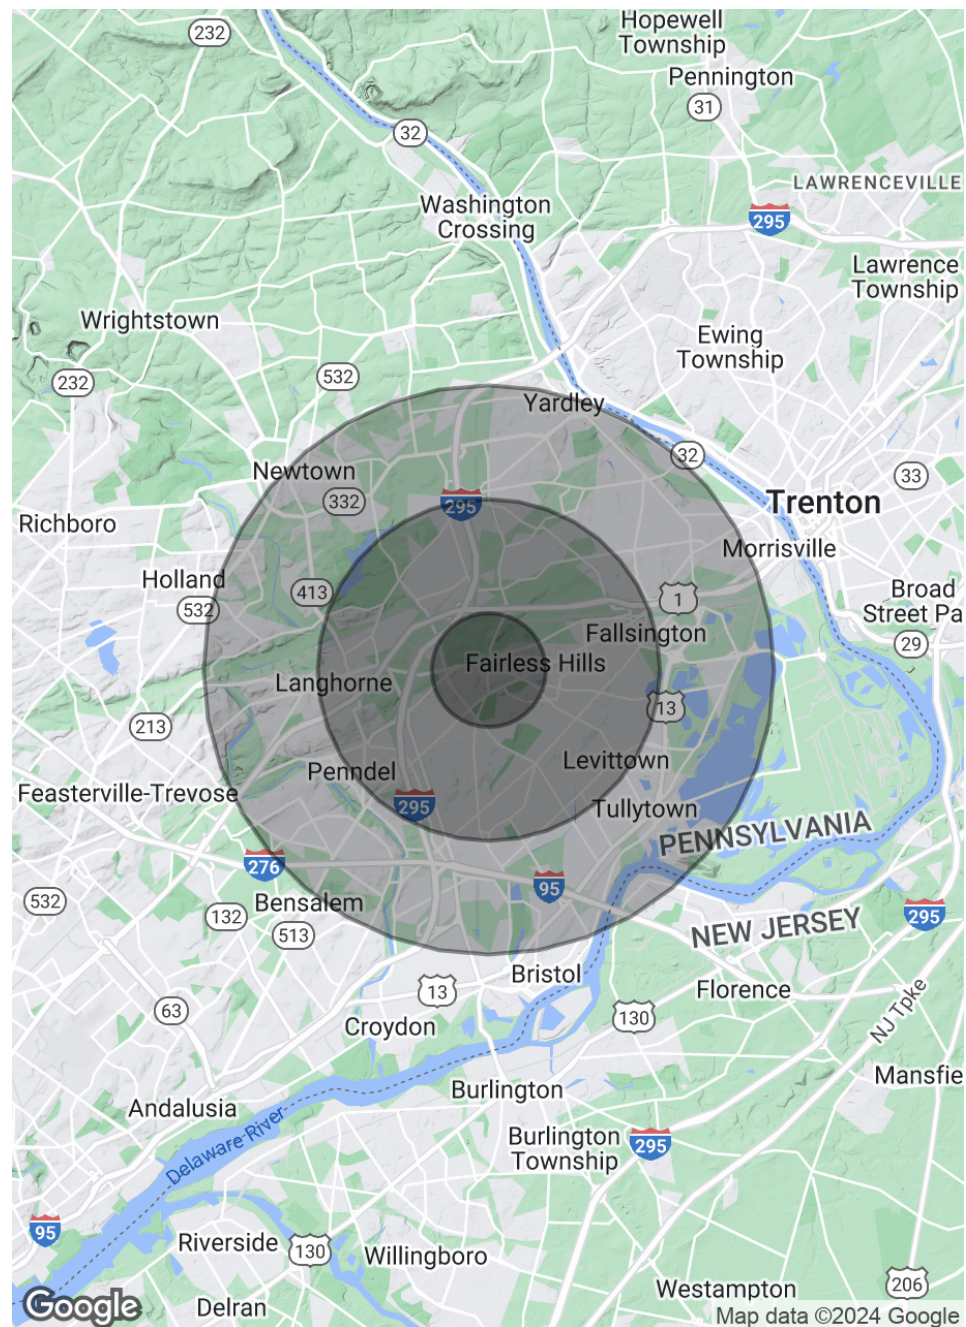 Hopewell
Township
232
Pennington
31
32
LAWRENCEVILLE
Washington
Crossing
295
Lawrence
Township
Wrightstown
Ewing
Township
532
232
Yardley
32
Newtown
33
332
295
Trenton
Richboro
Morrisville
Holland
413
1
Broad
Street Pa
532
Fallsington
29
Fairless Hills
Langhorne
13
213
Levittown
Penndel
Feasterville-Trevose
295
Tullytown
PENNSYLVANIA
276
95
532
Bensalem
132
513
NEW JERSEY
295
Bristol
13
Florence
63
130
NJ Tpke
Croydon
Mansfie
Burlington
Andalusia
Delaware River
Burlington
Township
295
95
Riverside
130
Willingboro
206
Westampton
Google
Delran
Map data ©2024 Google